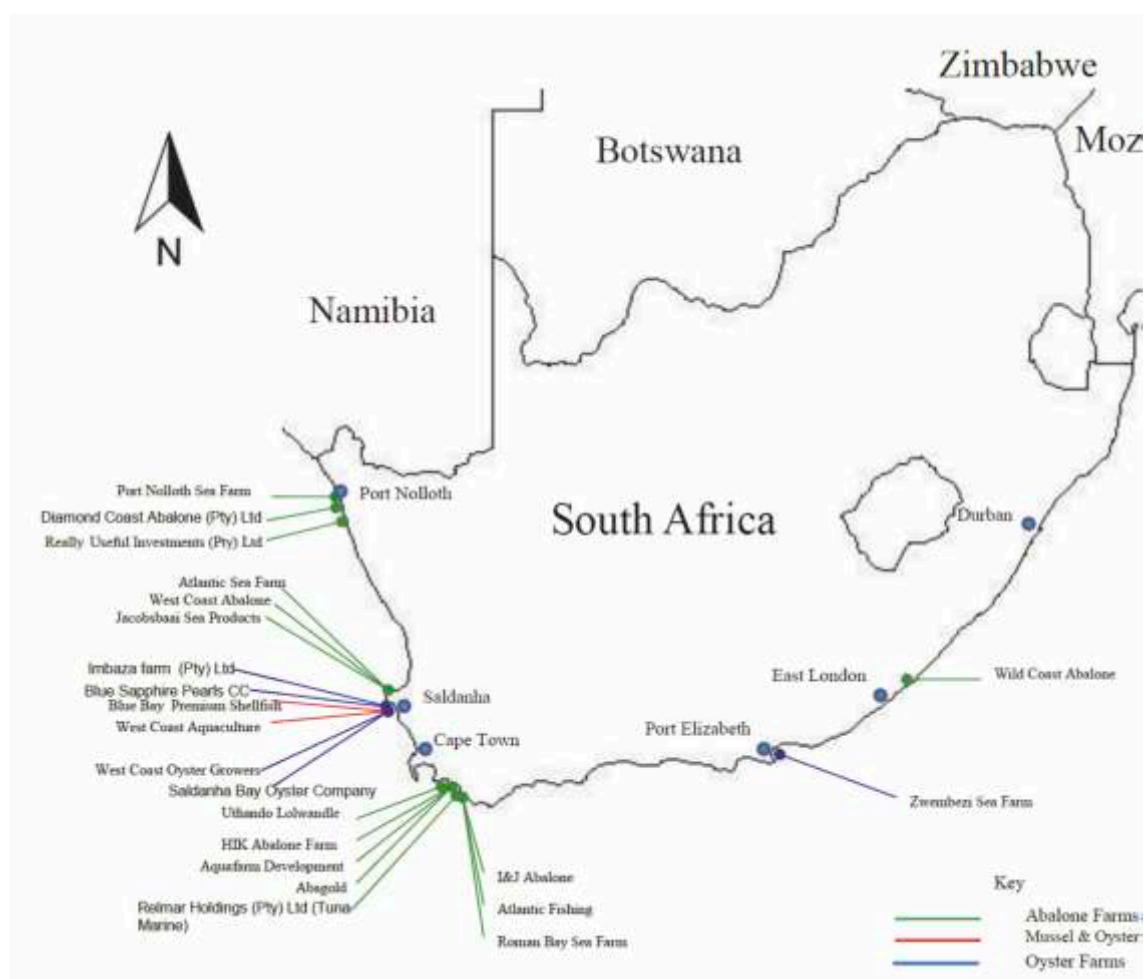 Zimbabwe
Botswana
Moz
N
Namibia
Port Nolloth Sea Farm
Port Nolloth
Diamond Coast Abalone (Pty) Ltd
South Africa
Durban
Really Useful Investments (Pty) Ltd
Atlantic Sea Farm
West Coast Abalone
Jacobsbaai Sea Products
Imbaza farm (Pty) Ltd
Wild Coast Abalone
East London
Blue Sapphire Pearls CC
Saldanha
Blue Bay Premium Shellfish
West Coast Aquaculture
Port Elizabeth
Cape Town
West Coast Oyster Growers
Saldanha Bay Oyster Company
Zwembezi Sea Farm
Uthando Lolwandle
HIK Abalone Farm
Aquafarm Development
I&J Abalone
Abagold
Key
Relmar Holdings (Pty) Ltd (Tuna
Marine)
Atlantic Fishing
Roman Bay Sea Farm
Abalone Farms
Mussel & Oyster
Oyster Farms